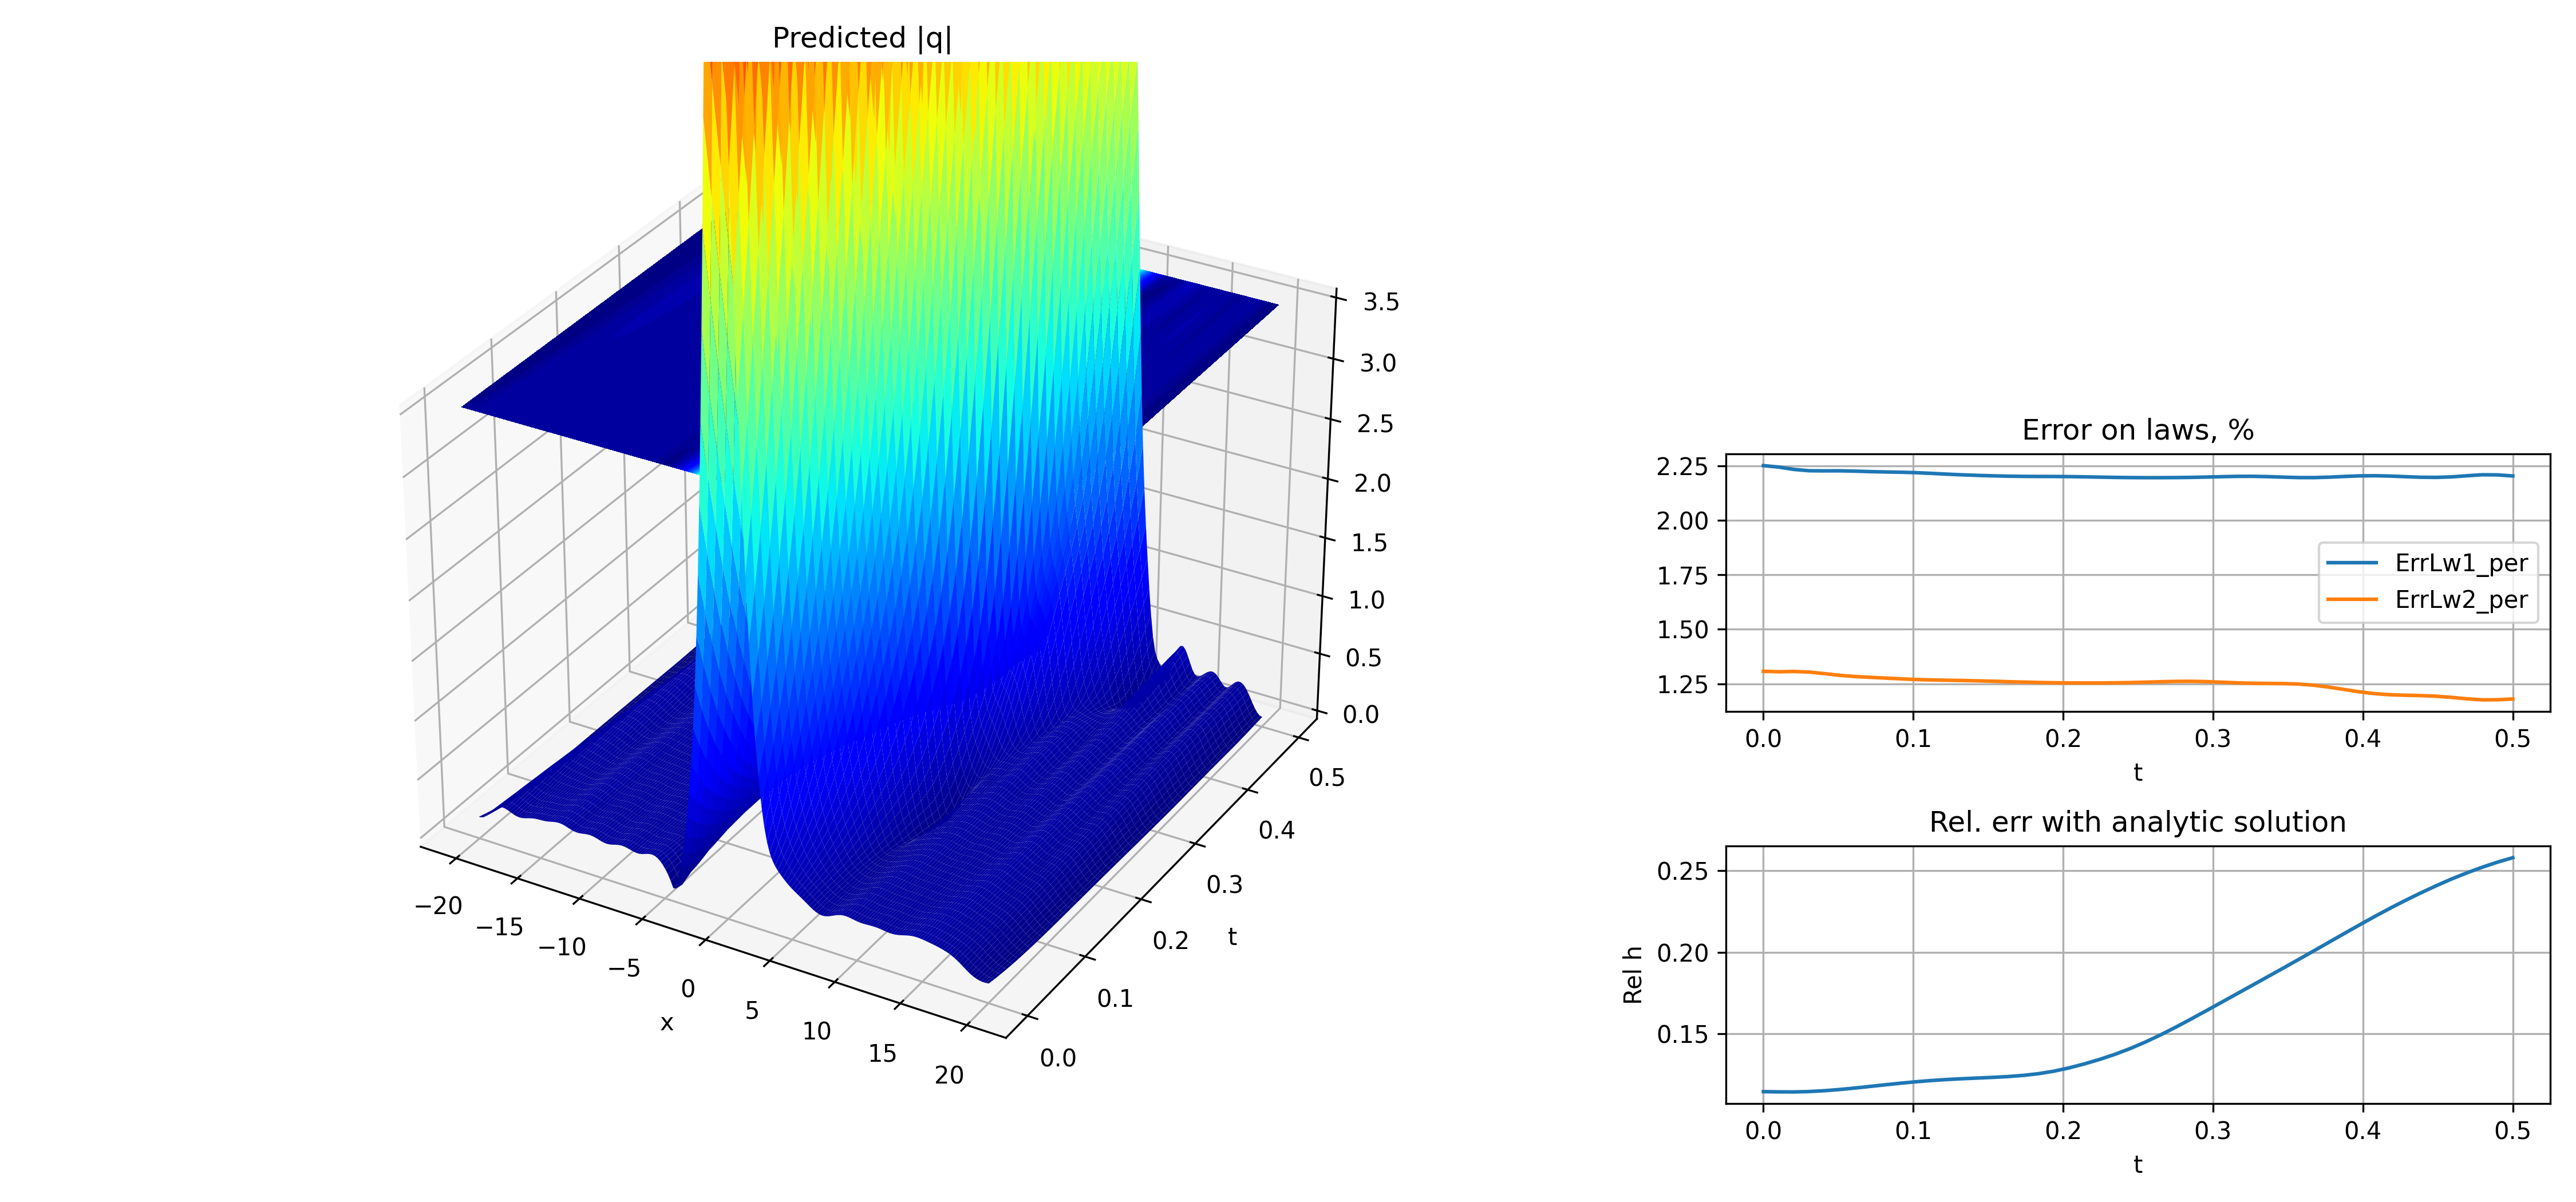 Predicted |q|
3.5
3.0
2.5
2.0
1.5
1.0
0.5
0.0
−20
−15
−10
−5
0
5
10
15
20
x
0.0
0.1
0.2
0.3
0.4
0.5
t
Error on laws, %
2.25
2.00
1.75
1.50
1.25
ErrLw1_per
ErrLw2_per
0.0 0.1 0.2 0.3 0.4 0.5
t
Rel. err with analytic solution
Rel h
0.25
0.20
0.15
0.0 0.1 0.2 0.3 0.4 0.5
t